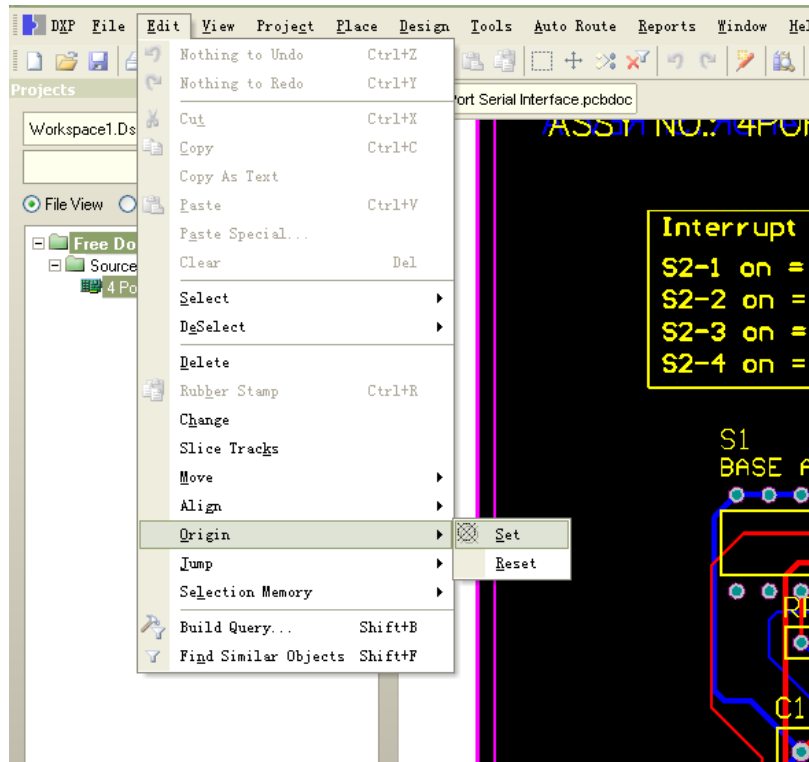 DXP File Edit View Project Place Design Tools Auto Route Reports Window Hel
Projects
Workspace1.Ds
File View
Free Do
Source
4 Po
Nothing to Undo Ctrl+Z
Nothing to Redo Ctrl+Y
Cut Ctrl+X
Copy Ctrl+C
Copy As Text
Paste Ctrl+V
Paste Special...
Clear Del
Select
DeSelect
Delete
Rubber Stamp Ctrl+R
Change
Slice Tracks
Move
Align
Origin
Jump
Selection Memory
Build Query... Shift+B
Find Similar Objects Shift+F
Set
Reset
ort Serial Interface.pcbdoc
ASSY NO.: 4POR
Interrupt
S2-1 on =
S2-2 on =
S2-3 on =
S2-4 on =
S1
BASE A
RP
C1